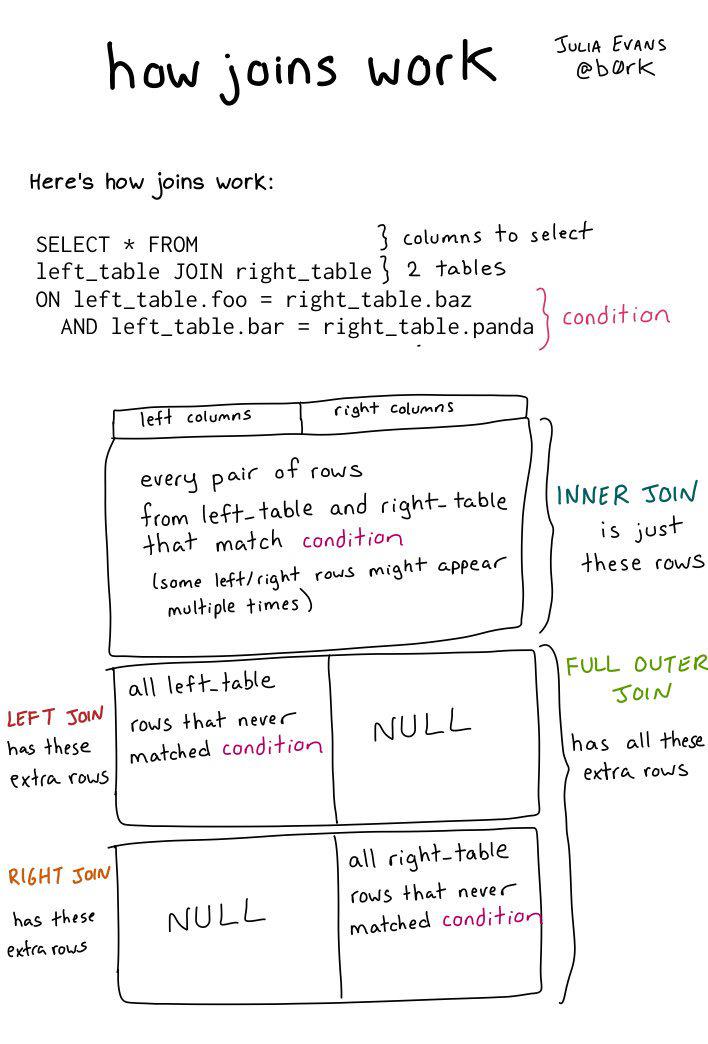 how joins work
JULIA EVANS
@b0rk
Here's how joins work:
SELECT * FROM } columns to select
left_table JOIN right_table } 2 tables
ON left_table.foo = right_table.baz
AND left_table.bar = right_table.panda } condition
left columns
right columns
every pair of rows
from left_table and right_table
that match condition
(some left/right rows might appear
multiple times)
INNER JOIN
is just
these rows
LEFT JOIN
has these
extra rows
all left_table
rows that never
matched condition
NULL
FULL OUTER
JOIN
has all these
extra rows
RIGHT JOIN
has these
extra rows
NULL
all right_table
rows that never
matched condition